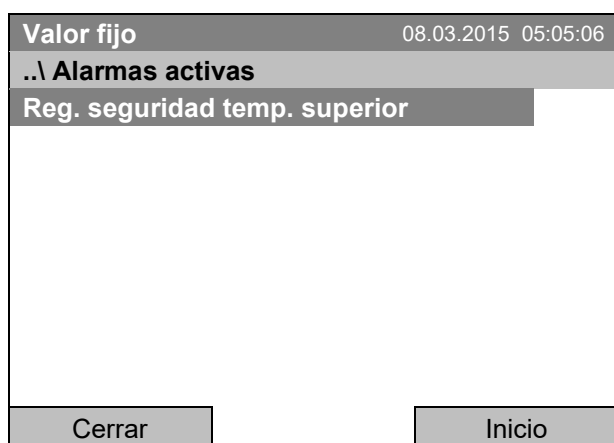 Valor fijo 08.03.2015 05:05:06
..\ Alarmas activas
Reg. seguridad temp. superior
Cerrar Inicio